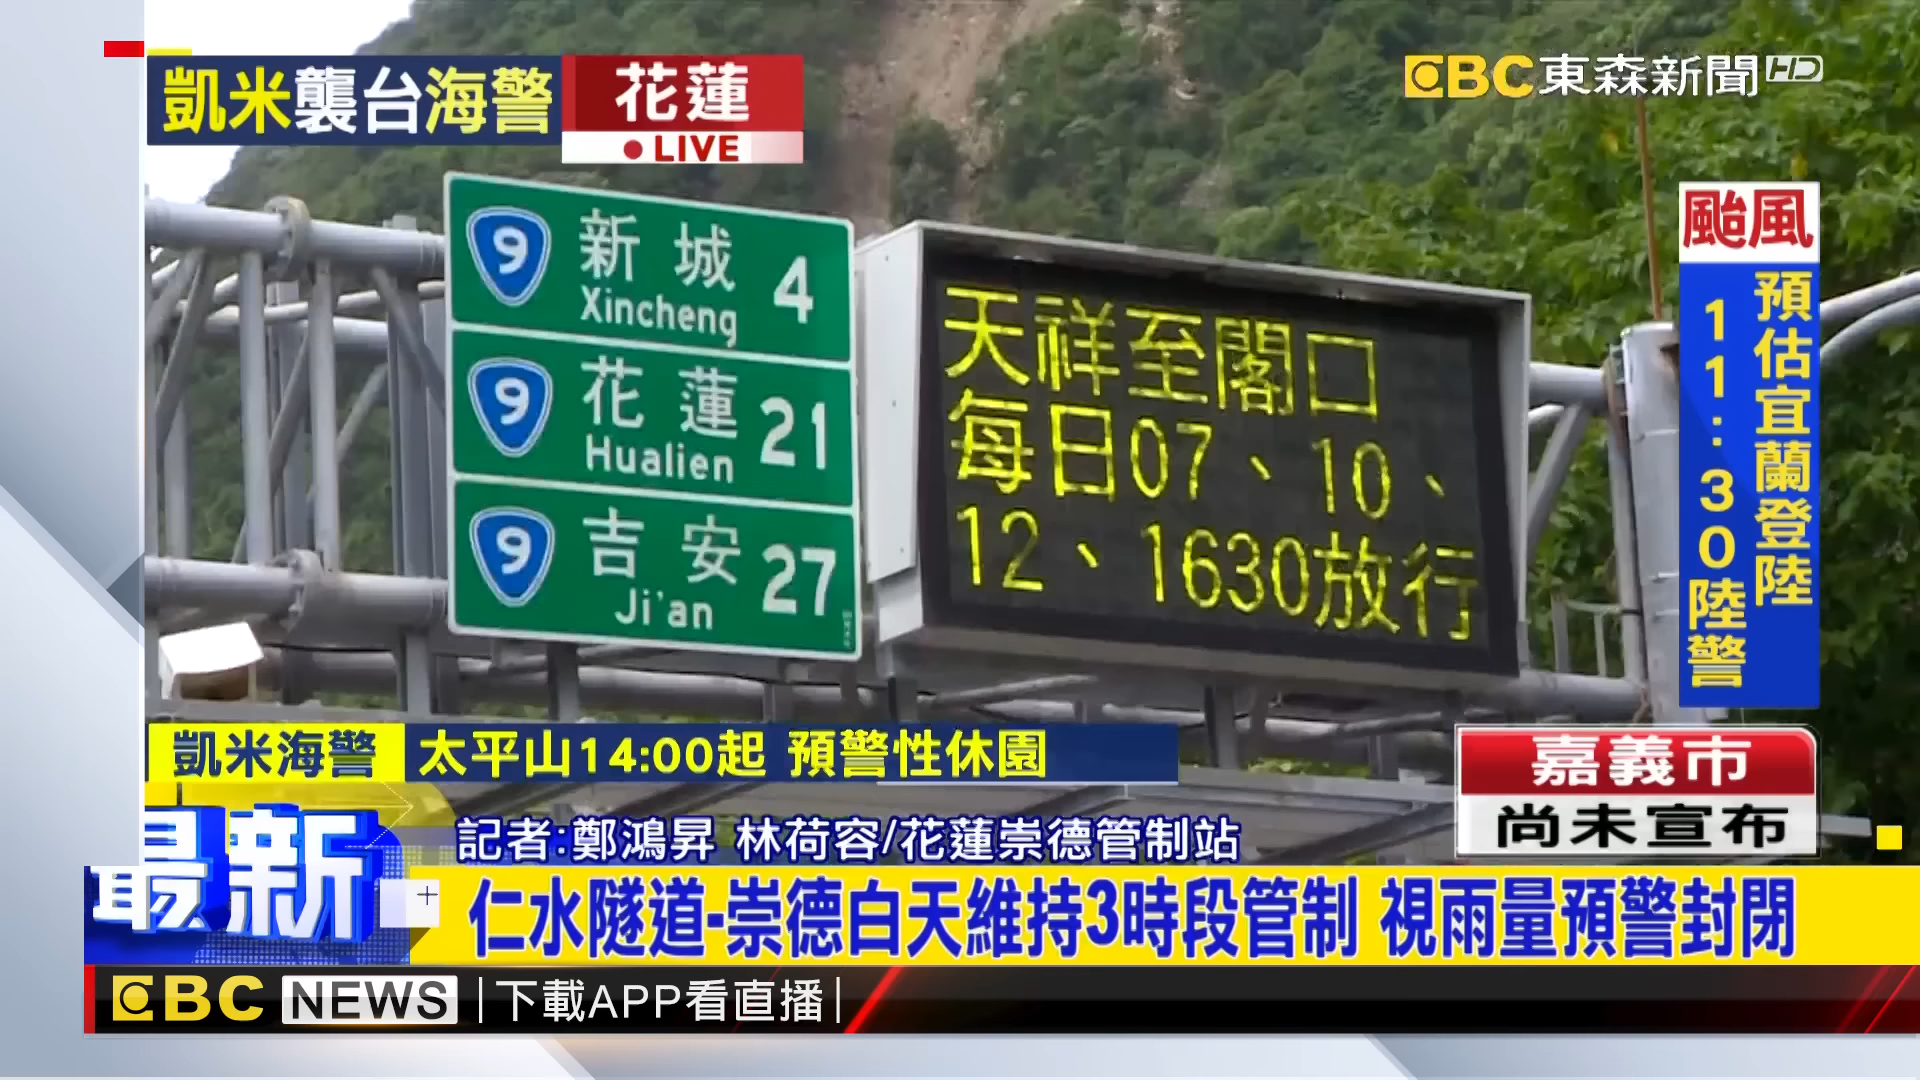 凱米襲台海警
花蓮
LIVE
EBC東森新聞HD
颱風
預估宜蘭登陸
11:30陸警
9 新城 4
Xincheng
9 花蓮 21
Hualien
9 吉安 27
Ji'an
天祥至閣口
每日07、10、
12、1630放行
凱米海警 太平山14:00起 預警性休園
嘉義市
尚未宣布
最新
記者:鄭鴻昇 林荷容/花蓮崇德管制站
仁水隧道-崇德白天維持3時段管制 視雨量預警封閉
EBC NEWS 下載APP看直播